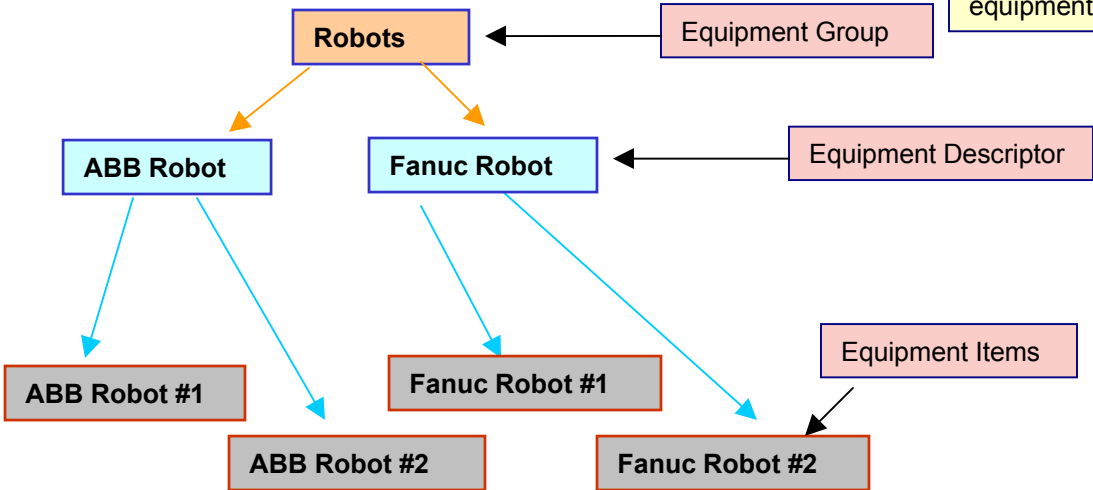 equipment
Robots
Equipment Group
ABB Robot
Fanuc Robot
Equipment Descriptor
Equipment Items
ABB Robot #1
Fanuc Robot #1
ABB Robot #2
Fanuc Robot #2